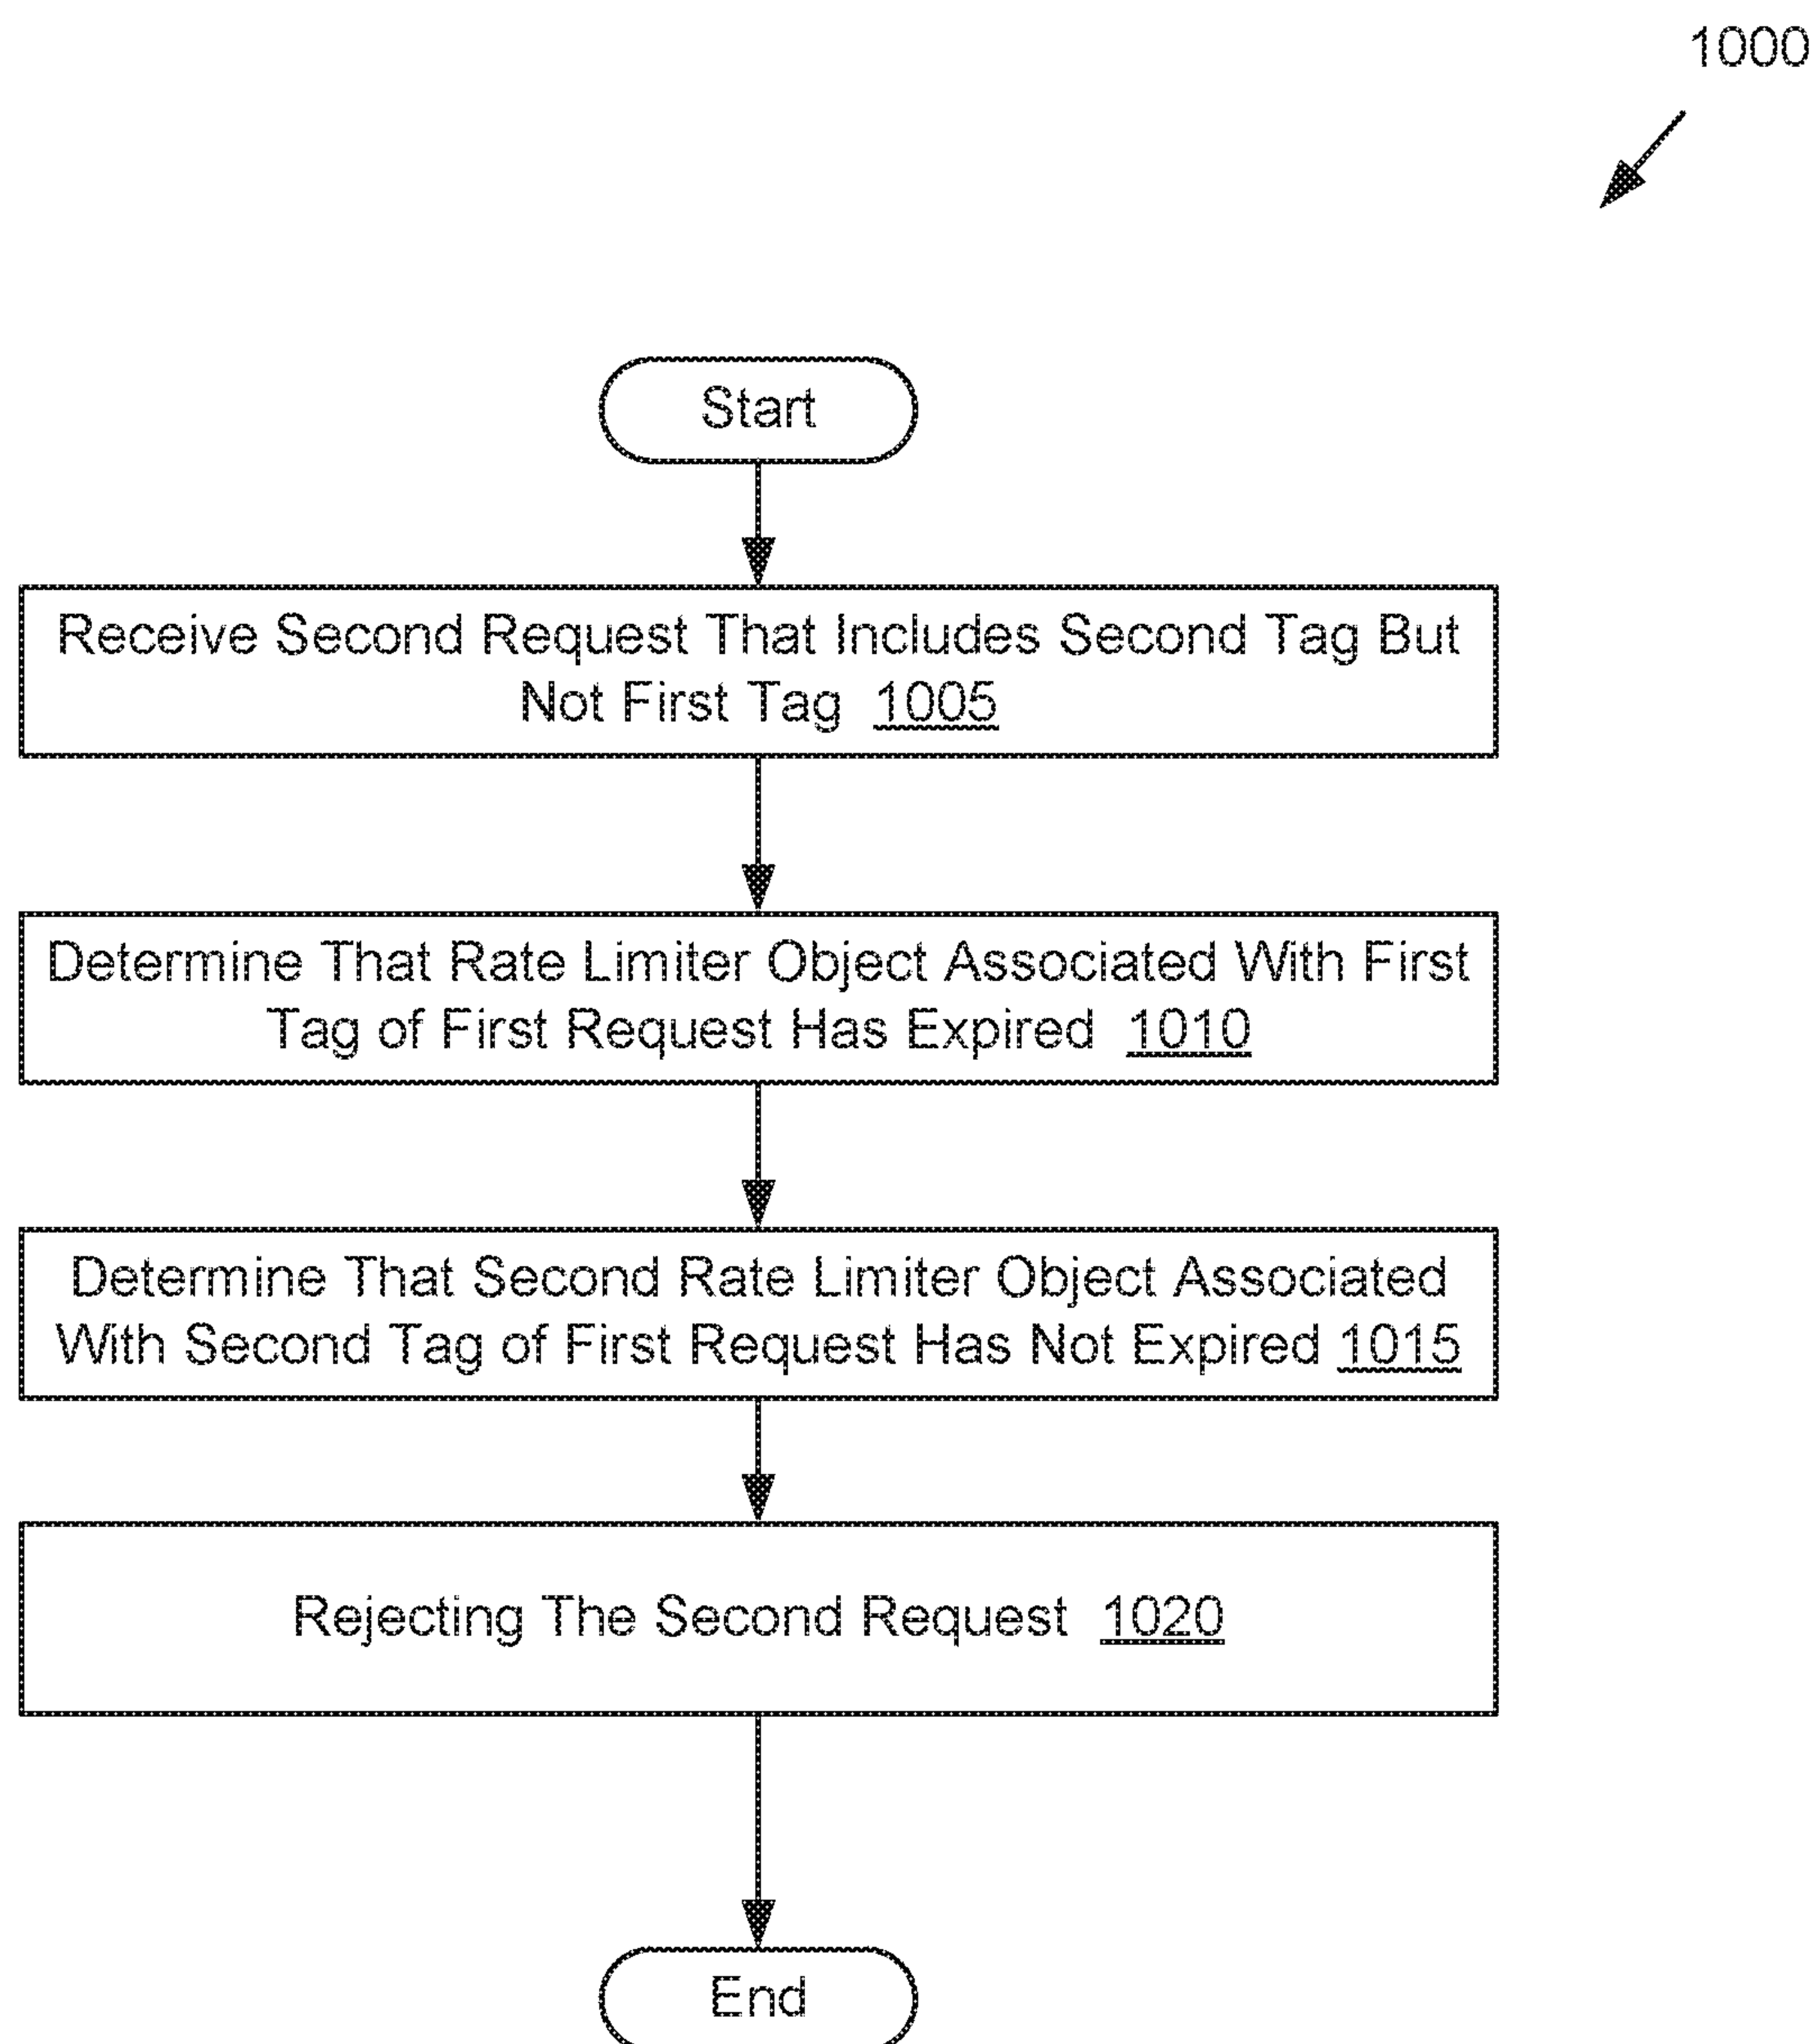 1000
Start
Receive Second Request That Includes Second Tag But
Not First Tag 1005
Determine That Rate Limiter Object Associated With First
Tag of First Request Has Expired 1010
Determine That Second Rate Limiter Object Associated
With Second Tag of First Request Has Not Expired 1015
Rejecting The Second Request 1020
End